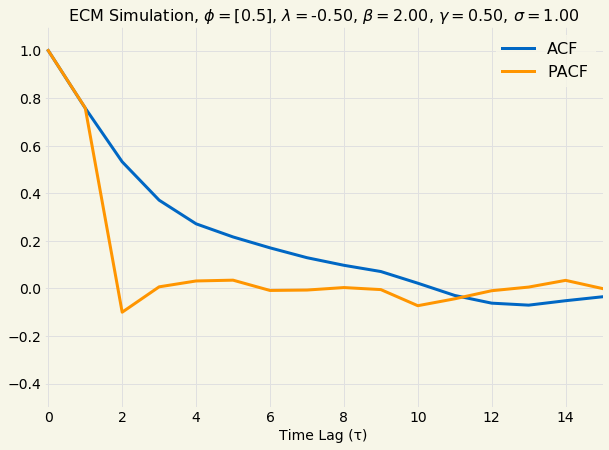 ECM Simulation, ϕ = [0.5], λ = -0.50, β = 2.00, γ = 0.50, σ = 1.00
ACF
PACF
1.0
0.8
0.6
0.4
0.2
0.0
−0.2
−0.4
0 2 4 6 8 10 12 14
Time Lag (τ)